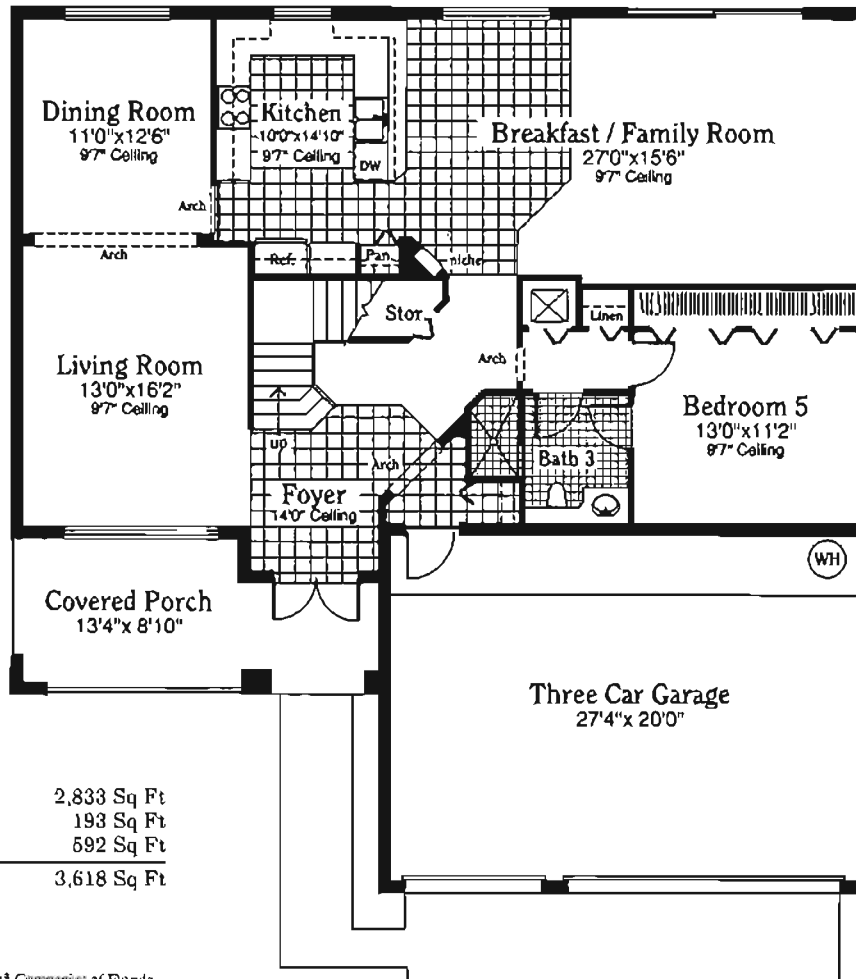 Dining Room
11'0"x12'6"
9'7" Ceiling
Kitchen
10'0"x14'10"
9'7" Ceiling
DW
Breakfast / Family Room
27'0"x15'6"
9'7" Ceiling
Arch
Arch
Ref.
Pan.
niche
Stor.
Linen
Living Room
13'0"x16'2"
9'7" Ceiling
Arch
Bedroom 5
13'0"x11'2"
9'7" Ceiling
up
Arch
Bath 3
Foyer
14'0" Ceiling
WH
Covered Porch
13'4"x 8'10"
Three Car Garage
27'4"x 20'0"
2,833 Sq Ft
193 Sq Ft
592 Sq Ft
3,618 Sq Ft